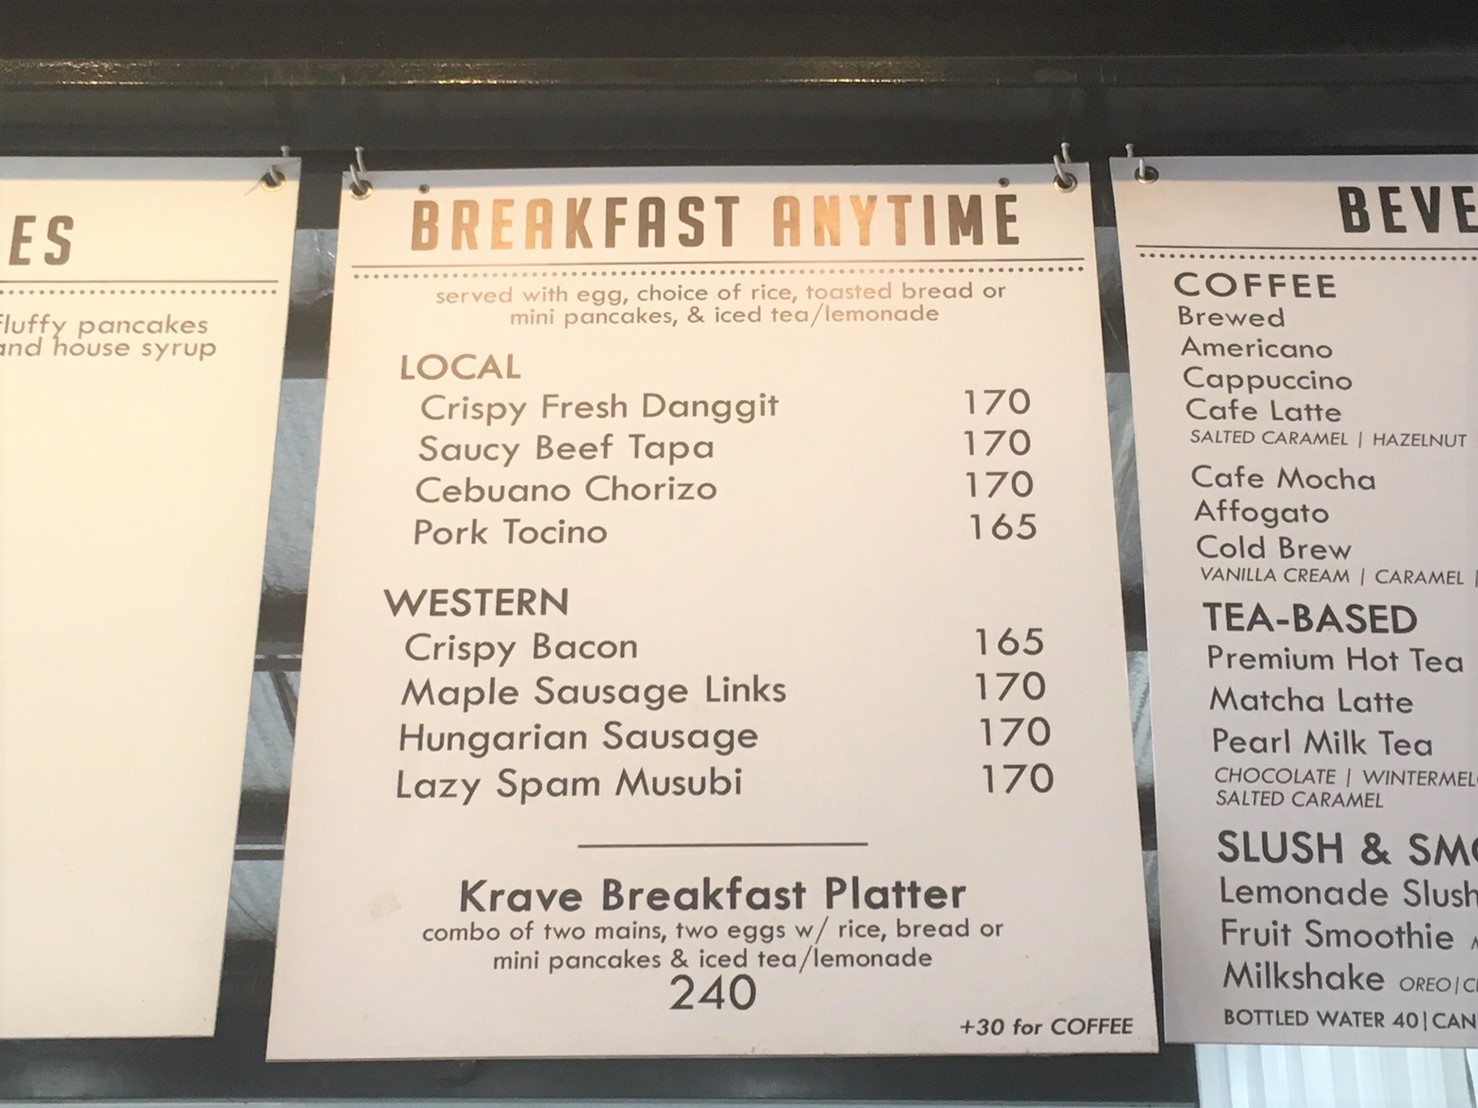 ES
fluffy pancakes
and house syrup
BREAKFAST ANYTIME
served with egg, choice of rice, toasted bread or
mini pancakes, & iced tea/lemonade
LOCAL
Crispy Fresh Danggit 170
Saucy Beef Tapa 170
Cebuano Chorizo 170
Pork Tocino 165
WESTERN
Crispy Bacon 165
Maple Sausage Links 170
Hungarian Sausage 170
Lazy Spam Musubi 170
Krave Breakfast Platter
combo of two mains, two eggs w/ rice, bread or
mini pancakes & iced tea/lemonade
240
+30 for COFFEE
BEVE
COFFEE
Brewed
Americano
Cappuccino
Cafe Latte
SALTED CARAMEL | HAZELNUT
Cafe Mocha
Affogato
Cold Brew
VANILLA CREAM | CARAMEL |
TEA-BASED
Premium Hot Tea
Matcha Latte
Pearl Milk Tea
CHOCOLATE | WINTERMEL
SALTED CARAMEL
SLUSH & SMO
Lemonade Slush
Fruit Smoothie
Milkshake OREO|C
BOTTLED WATER 40|CAN